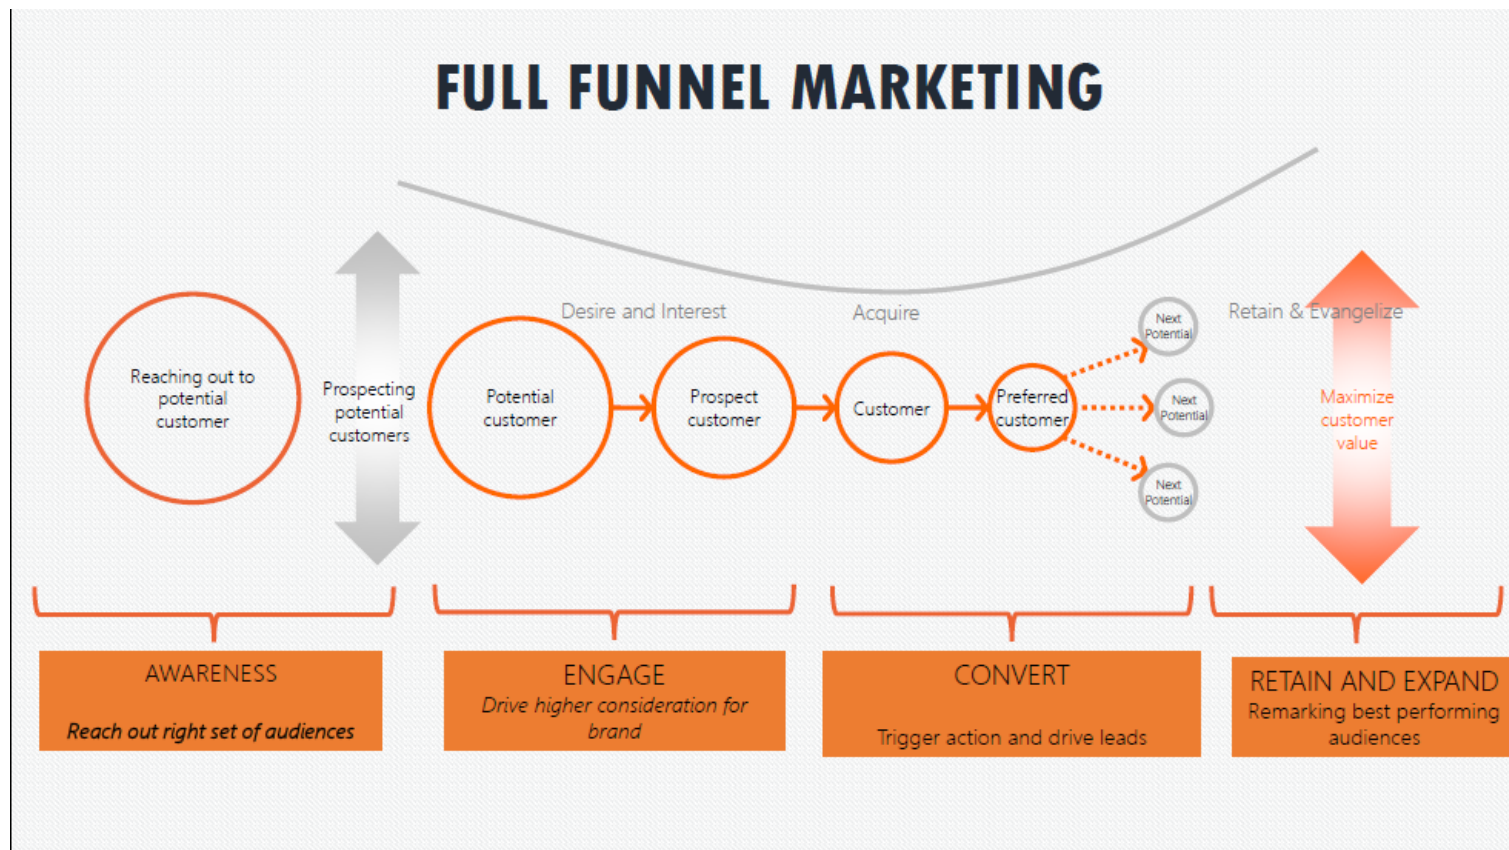 FULL FUNNEL MARKETING
Desire and Interest
Acquire
Retain & Evangelize
Reaching out to
potential
customer
Prospecting
potential
customers
Potential
customer
Prospect
customer
Customer
Preferred
customer
Next
Potential
Next
Potential
Next
Potential
Maximize
customer
value
AWARENESS
Reach out right set of audiences
ENGAGE
Drive higher consideration for
brand
CONVERT
Trigger action and drive leads
RETAIN AND EXPAND
Remarking best performing
audiences